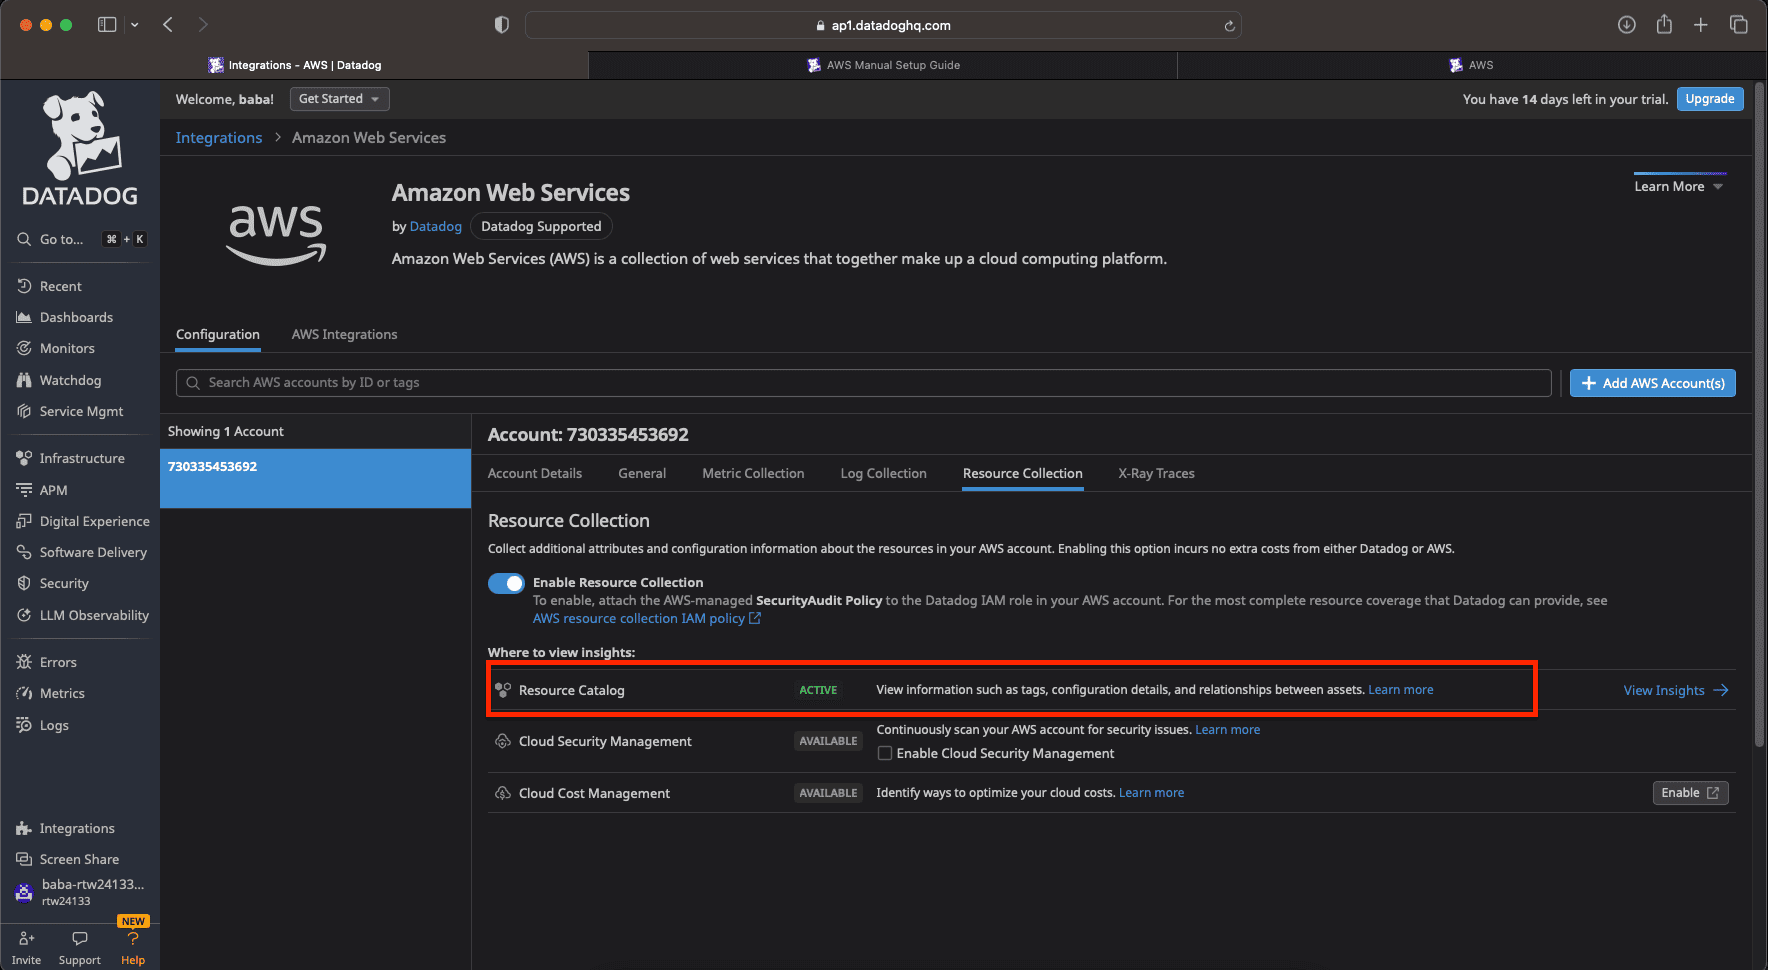 ap1.datadoghq.com
Integrations - AWS | Datadog
AWS Manual Setup Guide
AWS
DATADOG
Go to...
⌘ + K
Recent
Dashboards
Monitors
Watchdog
Service Mgmt
Infrastructure
APM
Digital Experience
Software Delivery
Security
LLM Observability
Errors
Metrics
Logs
Integrations
Screen Share
baba-rtw24133...
rtw24133
NEW
Invite
Support
Help
Welcome, baba!
Get Started
You have 14 days left in your trial.
Upgrade
Integrations > Amazon Web Services
aws
Amazon Web Services
by Datadog
Datadog Supported
Amazon Web Services (AWS) is a collection of web services that together make up a cloud computing platform.
Learn More
Configuration
AWS Integrations
Search AWS accounts by ID or tags
+ Add AWS Account(s)
Showing 1 Account
730335453692
Account: 730335453692
Account Details
General
Metric Collection
Log Collection
Resource Collection
X-Ray Traces
Resource Collection
Collect additional attributes and configuration information about the resources in your AWS account. Enabling this option incurs no extra costs from either Datadog or AWS.
Enable Resource Collection
To enable, attach the AWS-managed SecurityAudit Policy to the Datadog IAM role in your AWS account. For the most complete resource coverage that Datadog can provide, see
AWS resource collection IAM policy
Where to view insights:
Resource Catalog
ACTIVE
View information such as tags, configuration details, and relationships between assets. Learn more
View Insights →
Cloud Security Management
AVAILABLE
Continuously scan your AWS account for security issues. Learn more
Enable Cloud Security Management
Cloud Cost Management
AVAILABLE
Identify ways to optimize your cloud costs. Learn more
Enable